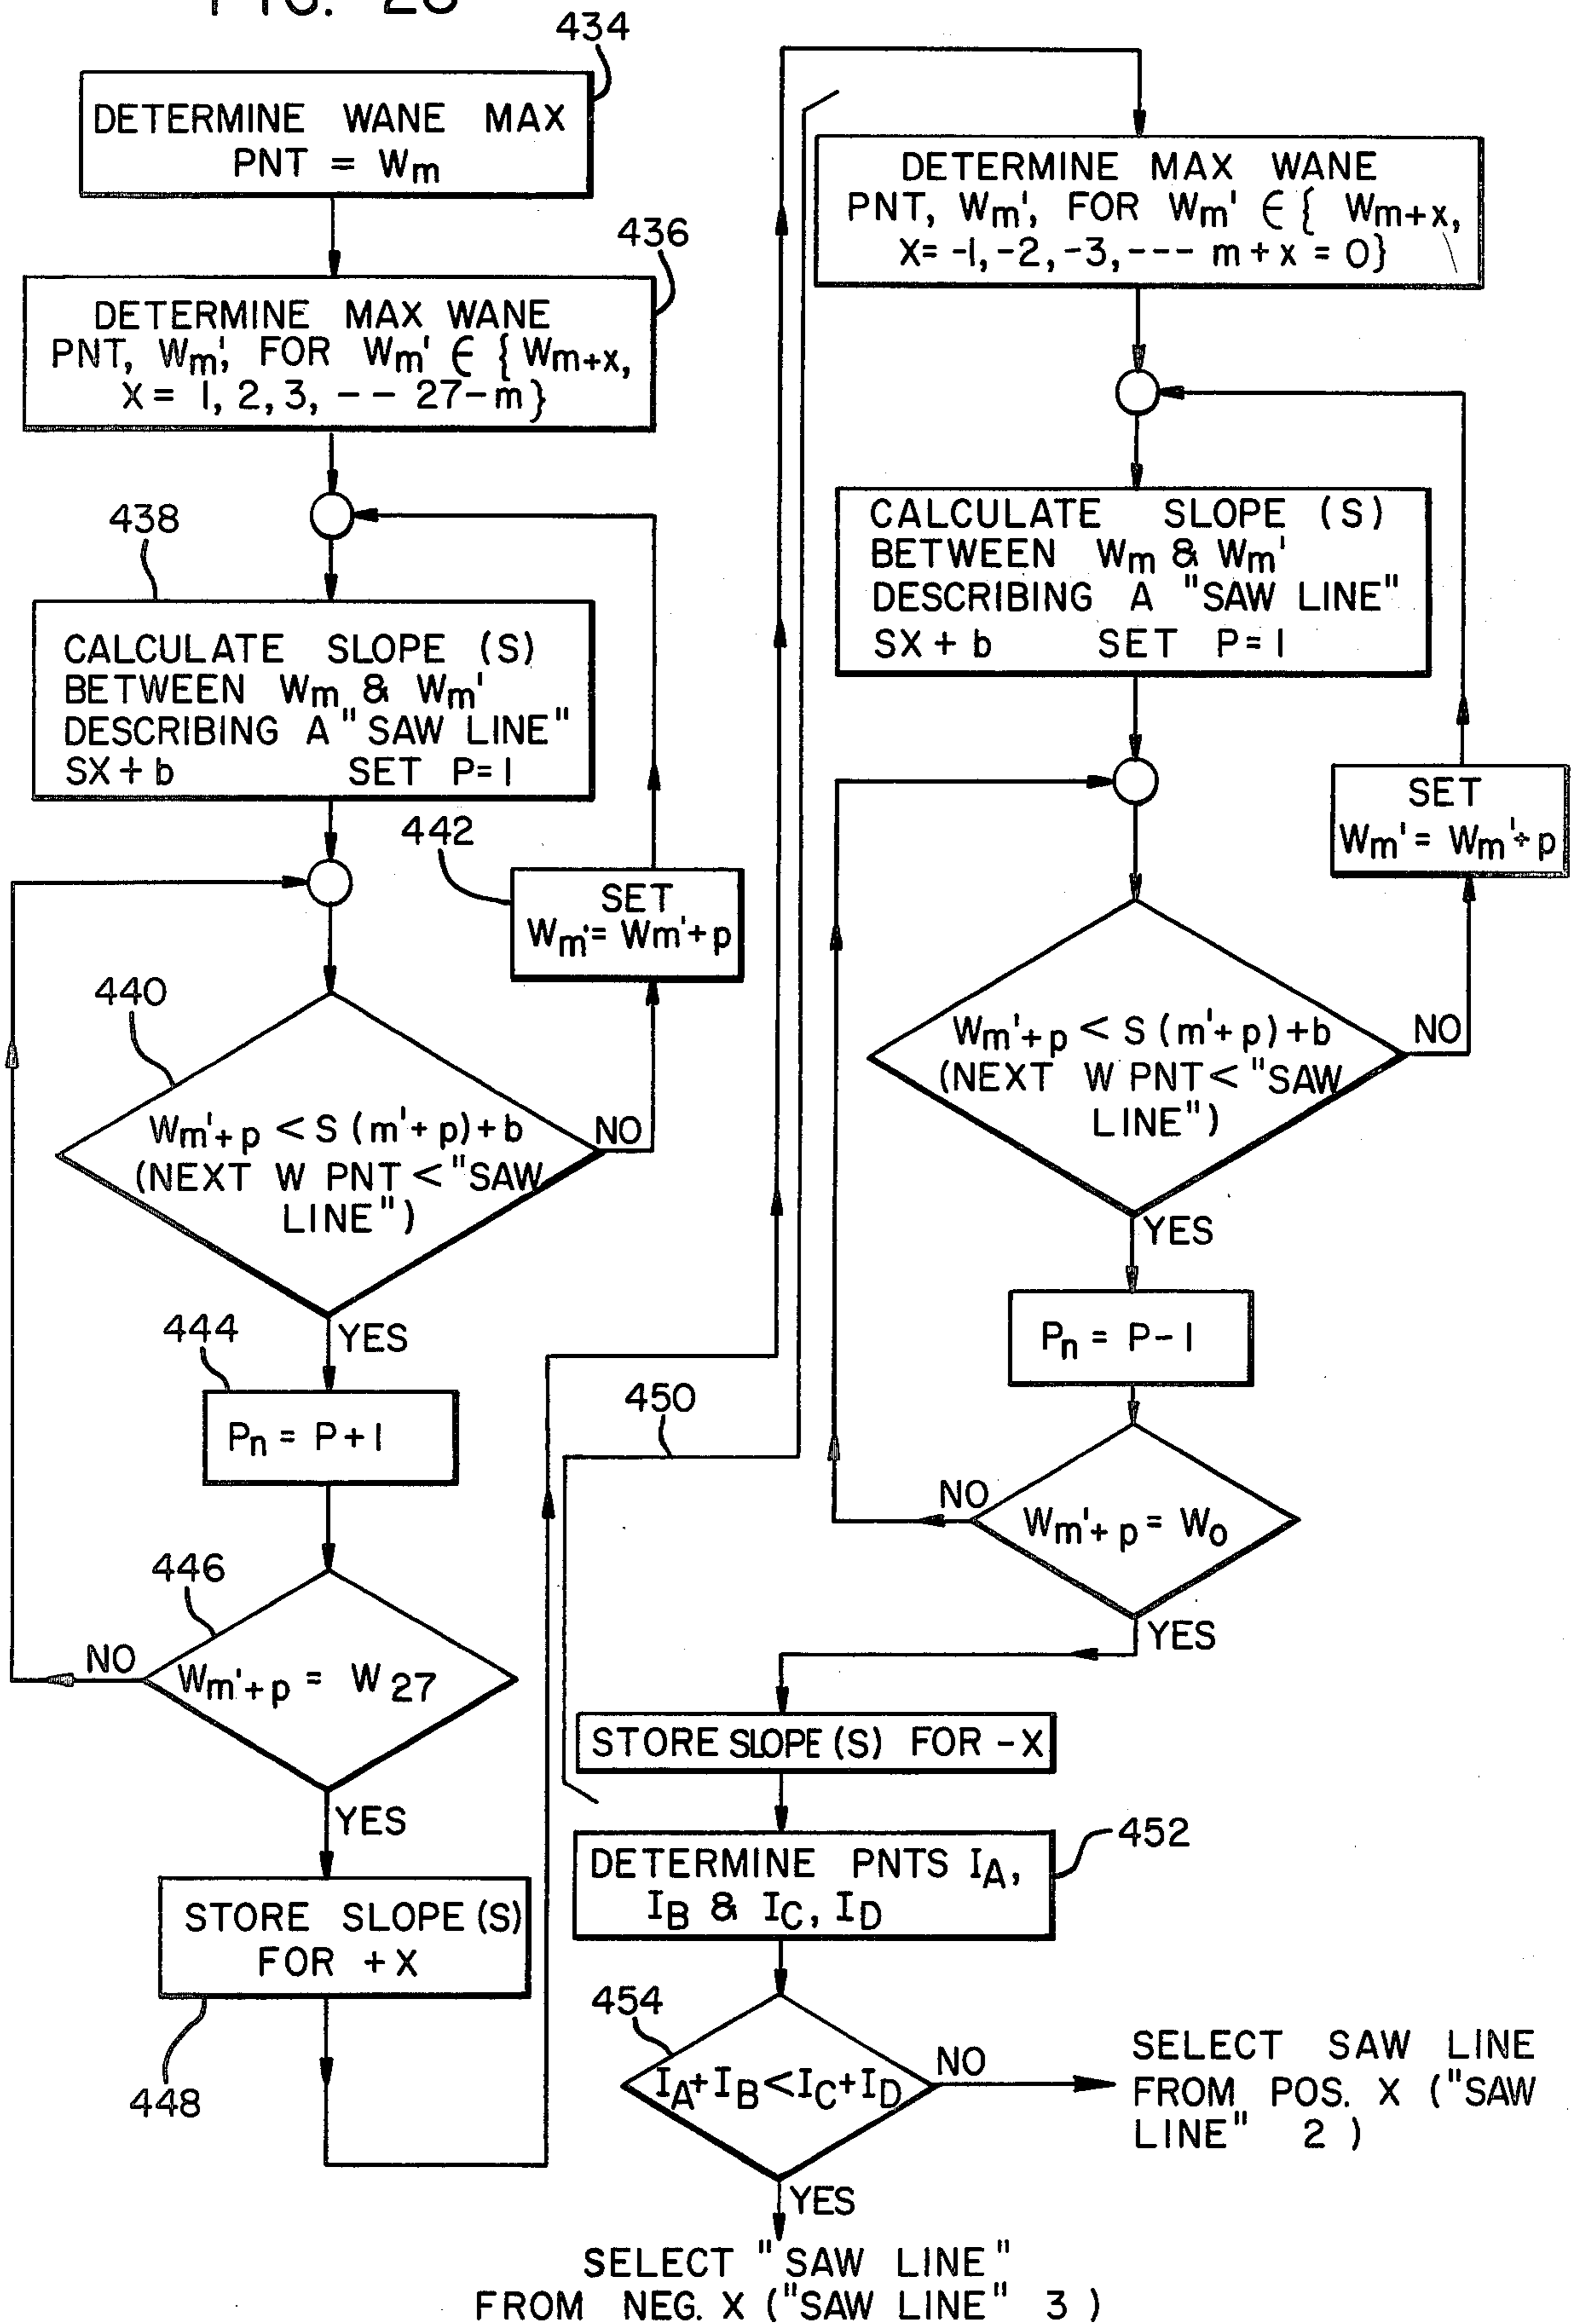 434
DETERMINE WANE MAX
PNT = Wm
436
DETERMINE MAX WANE
PNT, Wm', FOR Wm' ∈ { Wm+x,
X = 1, 2, 3, -- 27-m }
438
CALCULATE SLOPE (S)
BETWEEN Wm & Wm'
DESCRIBING A "SAW LINE"
SX + b SET P=1
442
SET
Wm' = Wm'+p
440
Wm'+p < S (m'+p)+b
(NEXT W PNT < "SAW
LINE")
NO
YES
444
Pn = P+1
446
Wm'+p = W27
NO
YES
STORE SLOPE (S)
FOR +X
448
450
DETERMINE MAX WANE
PNT, Wm', FOR Wm' ∈ { Wm+x,
X= -1, -2, -3, --- m+x = 0}
CALCULATE SLOPE (S)
BETWEEN Wm & Wm'
DESCRIBING A "SAW LINE"
SX + b SET P=1
SET
Wm' = Wm'+p
Wm'+p < S (m'+p)+b
(NEXT W PNT < "SAW
LINE")
NO
YES
Pn = P-1
Wm'+p = W0
NO
YES
STORE SLOPE (S) FOR -X
452
DETERMINE PNTS IA,
IB & IC, ID
454
IA+IB<IC+ID
NO
SELECT SAW LINE
FROM POS. X ("SAW
LINE" 2 )
YES
SELECT "SAW LINE"
FROM NEG. X ("SAW LINE" 3 )